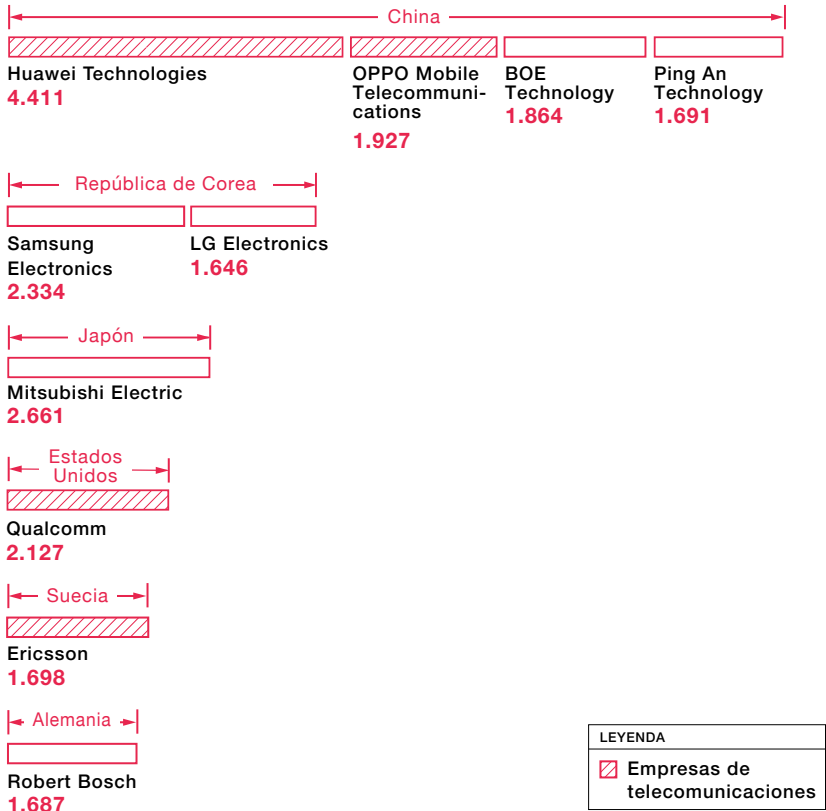 China
Huawei Technologies
4.411
OPPO Mobile
Telecommuni-
cations
1.927
BOE
Technology
1.864
Ping An
Technology
1.691
República de Corea
Samsung
Electronics
2.334
LG Electronics
1.646
Japón
Mitsubishi Electric
2.661
Estados
Unidos
Qualcomm
2.127
Suecia
Ericsson
1.698
Alemania
Robert Bosch
1.687
LEYENDA
Empresas de
telecomunicaciones